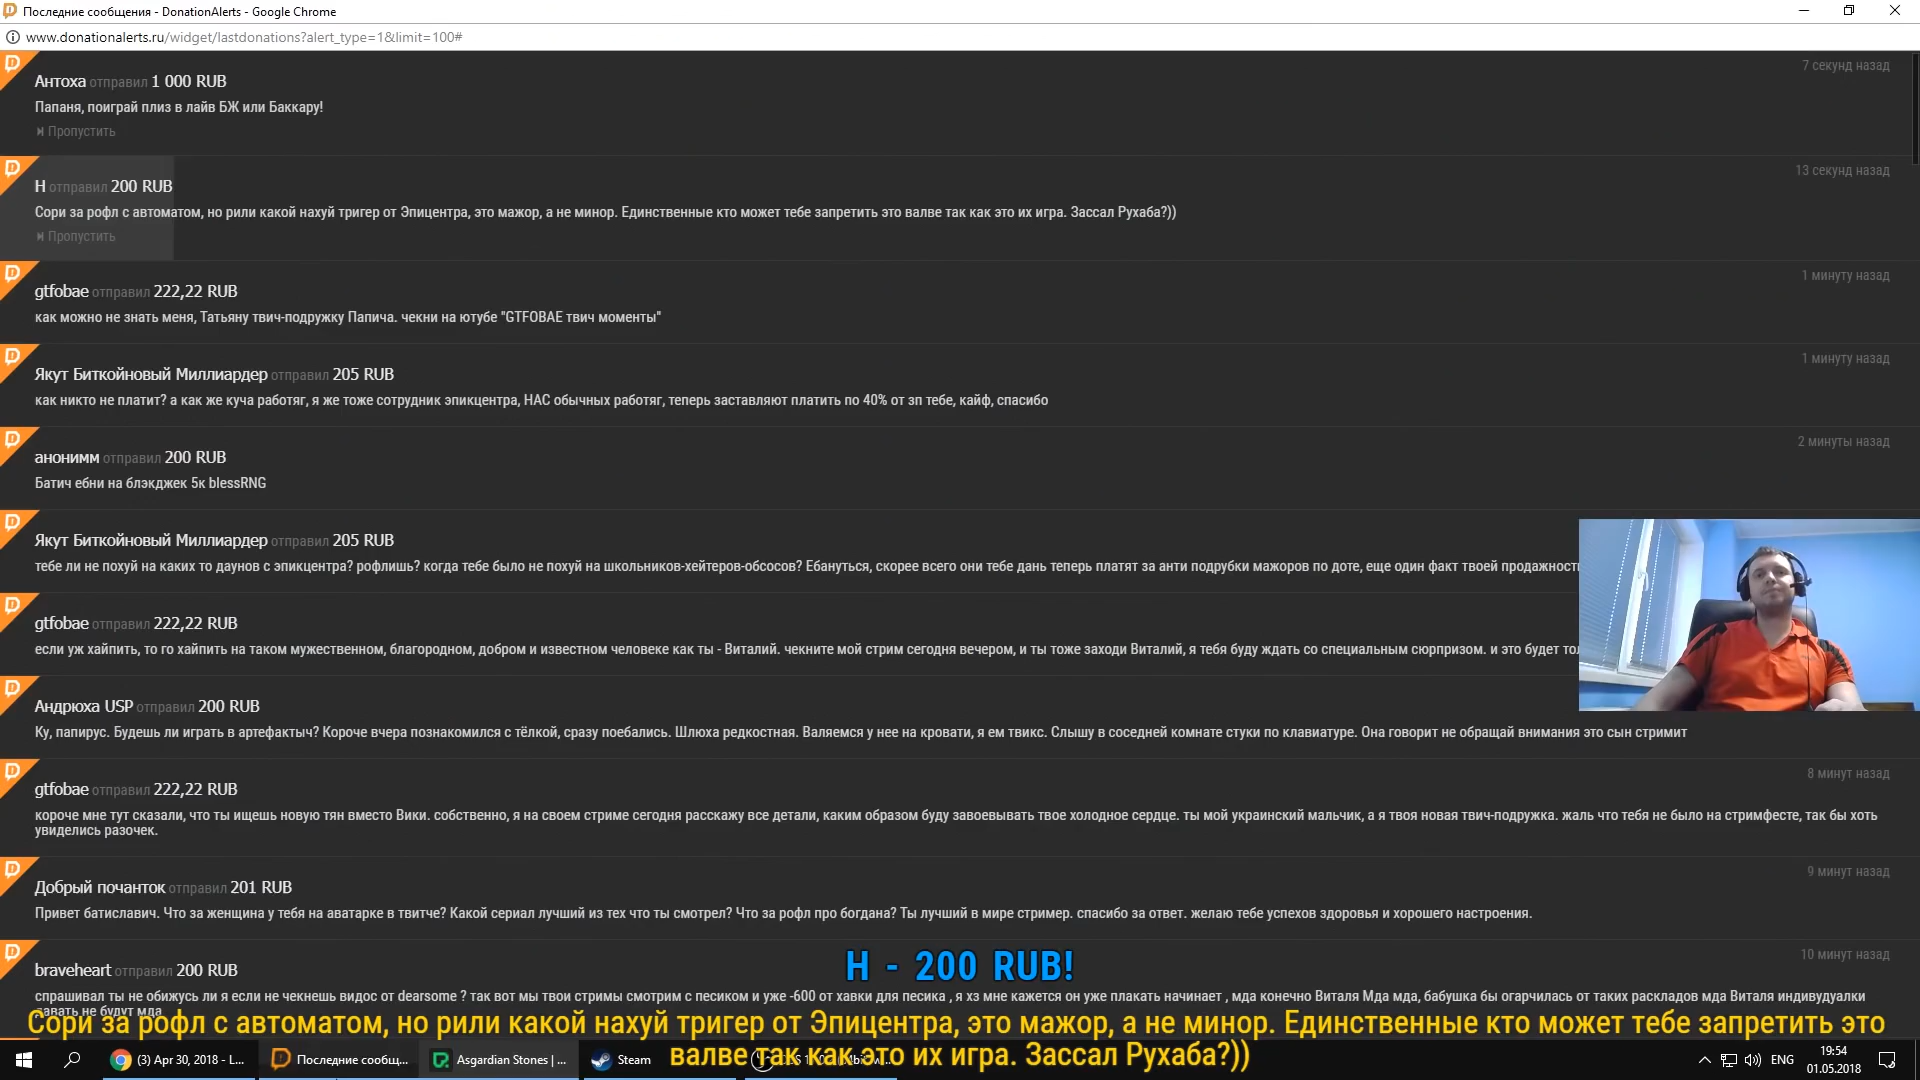 Последние сообщения - DonationAlerts - Google Chrome
www.donationalerts.ru/widget/lastdonations?alert_type=1&limit=100#
Антоха отправил 1 000 RUB
7 секунд назад
Папаня, поиграй плиз в лайв БЖ или Баккару!
Пропустить
Н отправил 200 RUB
13 секунд назад
Сори за рофл с автоматом, но рили какой нахуй тригер от Эпицентра, это мажор, а не минор. Единственные кто может тебе запретить это валве так как это их игра. Зассал Рухаба?))
Пропустить
gtfobae отправил 222,22 RUB
1 минуту назад
как можно не знать меня, Татьяну твич-подружку Папича. чекни на ютубе "GTFOBAE твич моменты"
Якут Биткойновый Миллиардер отправил 205 RUB
1 минуту назад
как никто не платит? а как же куча работяг, я же тоже сотрудник эпикцентра, НАС обычных работяг, теперь заставляют платить по 40% от зп тебе, кайф, спасибо
анонимм отправил 200 RUB
2 минуты назад
Батич ебни на блэкджек 5к blessRNG
Якут Биткойновый Миллиардер отправил 205 RUB
тебе ли не похуй на каких то даунов с эпикцентра? рофлишь? когда тебе было не похуй на школьников-хейтеров-обсосов? Ебануться, скорее всего они тебе дань теперь платят за анти подрубки мажоров по доте, еще один факт твоей продажност
gtfobae отправил 222,22 RUB
если уж хайпить, то го хайпить на таком мужественном, благородном, добром и известном человеке как ты - Виталий. чекните мой стрим сегодня вечером, и ты тоже заходи Виталий, я тебя буду ждать со специальным сюрпризом. и это будет тол
Андрюха USP отправил 200 RUB
Ку, папирус. Будешь ли играть в артефактыч? Короче вчера познакомился с тёлкой, сразу поебались. Шлюха редкостная. Валяемся у нее на кровати, я ем твикс. Слышу в соседней комнате стуки по клавиатуре. Она говорит не обращай внимания это сын стримит
gtfobae отправил 222,22 RUB
8 минут назад
короче мне тут сказали, что ты ищешь новую тян вместо Вики. собственно, я на своем стриме сегодня расскажу все детали, каким образом буду завоевывать твое холодное сердце. ты мой украинский мальчик, а я твоя новая твич-подружка. жаль что тебя не было на стримфесте, так бы хоть
увиделись разочек.
Добрый початок отправил 201 RUB
9 минут назад
Привет батиславич. Что за женщина у тебя на аватарке в твитче? Какой сериал лучший из тех что ты смотрел? Что за рофл про богдана? Ты лучший в мире стример. спасибо за ответ. желаю тебе успехов здоровья и хорошего настроения.
Н - 200 RUB!
braveheart отправил 200 RUB
10 минут назад
спрашивал ты не обижусь ли я если не чекнешь видос от dearsome ? так вот мы твои стримы смотрим с песиком и уже -600 от хавки для песика , я хз мне кажется он уже плакать начинает , мда конечно Виталя Мда мда, бабушка бы огарчилась от таких раскладов мда Виталя индивудуалки
давать не будут мда
Сори за рофл с автоматом, но рили какой нахуй тригер от Эпицентра, это мажор, а не минор. Единственные кто может тебе запретить это
валве так как это их игра. Зассал Рухаба?))
(3) Apr 30, 2018 - L...
Последние сообщ...
Asgardian Stones | ...
Steam
ENG
19:54
01.05.2018